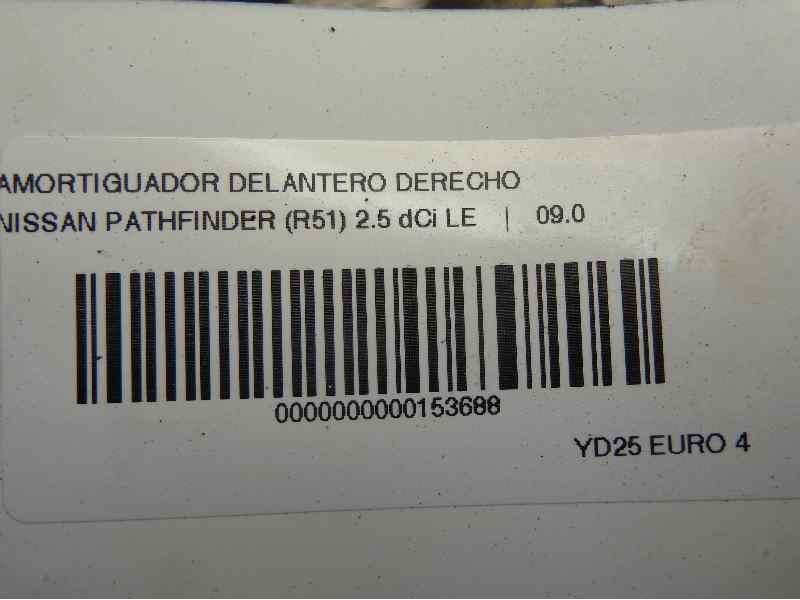 AMORTIGUADOR DELANTERO DERECHO
NISSAN PATHFINDER (R51) 2.5 dCi LE | 09.0
0000000000153688
YD25 EURO 4